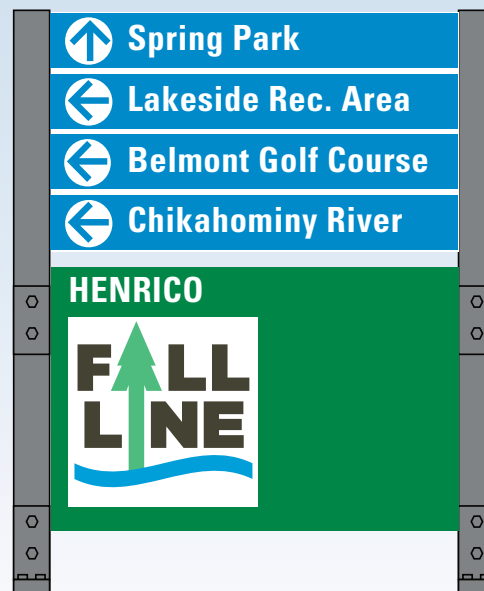 Spring Park
Lakeside Rec. Area
Belmont Golf Course
Chikahominy River
HENRICO
FALL
LINE